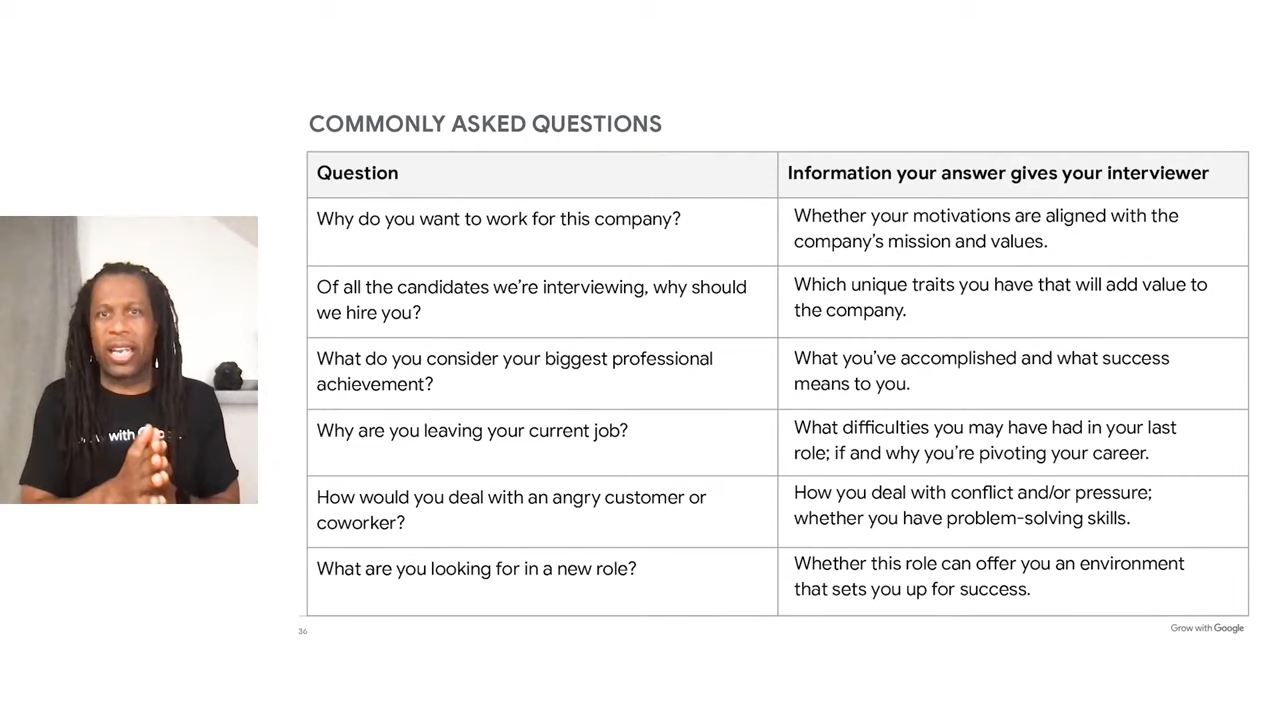 COMMONLY ASKED QUESTIONS
Question
Information your answer gives your interviewer
Why do you want to work for this company?
Whether your motivations are aligned with the
company's mission and values.
Of all the candidates we're interviewing, why should
we hire you?
Which unique traits you have that will add value to
the company.
What do you consider your biggest professional
achievement?
What you've accomplished and what success
means to you.
Why are you leaving your current job?
What difficulties you may have had in your last
role; if and why you're pivoting your career.
How would you deal with an angry customer or
coworker?
How you deal with conflict and/or pressure;
whether you have problem-solving skills.
What are you looking for in a new role?
Whether this role can offer you an environment
that sets you up for success.
36
Grow with Google
with